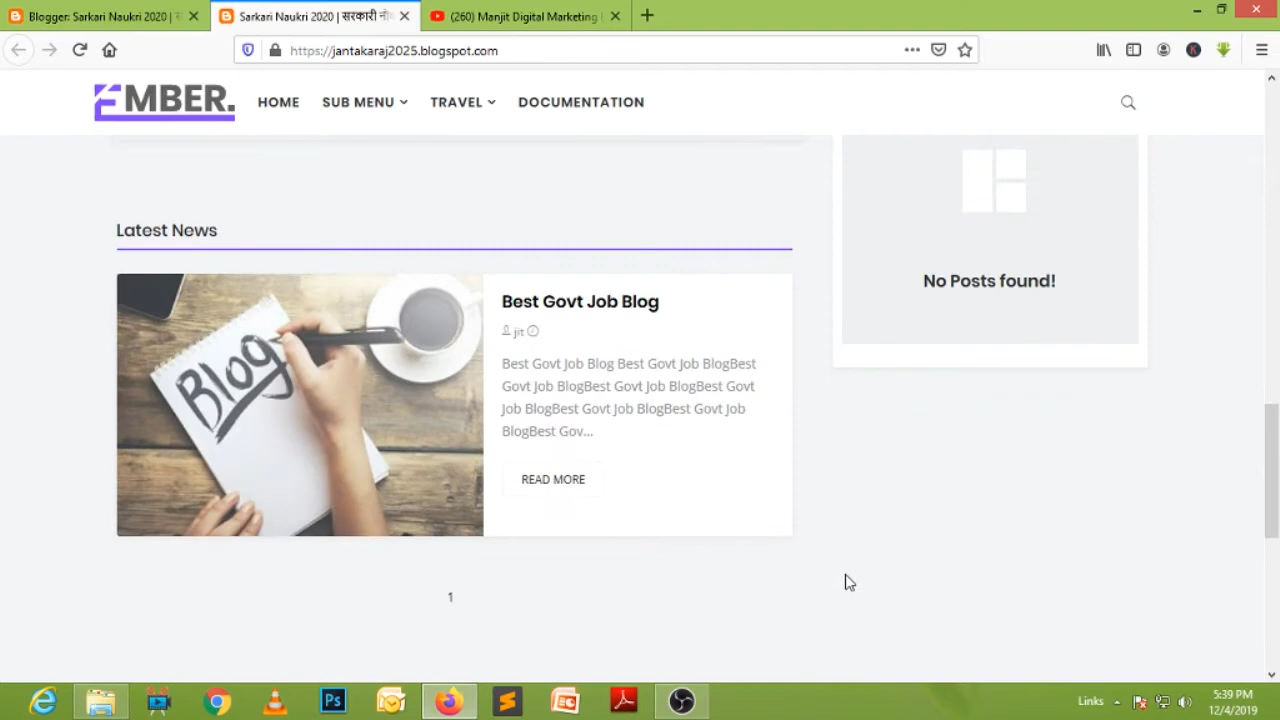 Blogger: Sarkari Naukri 2020 |
Sarkari Naukri 2020 | सरकारी
(260) Manjit Digital Marketing
https://jantakaraj2025.blogspot.com
EMBER.
HOME
SUB MENU
TRAVEL
DOCUMENTATION
No Posts found!
Latest News
Blog
Best Govt Job Blog
jit
Best Govt Job Blog Best Govt Job BlogBest
Govt Job BlogBest Govt Job BlogBest Govt
Job BlogBest Govt Job BlogBest Govt Job
BlogBest Gov...
READ MORE
1
Ps
Links
5:39 PM
12/4/2019